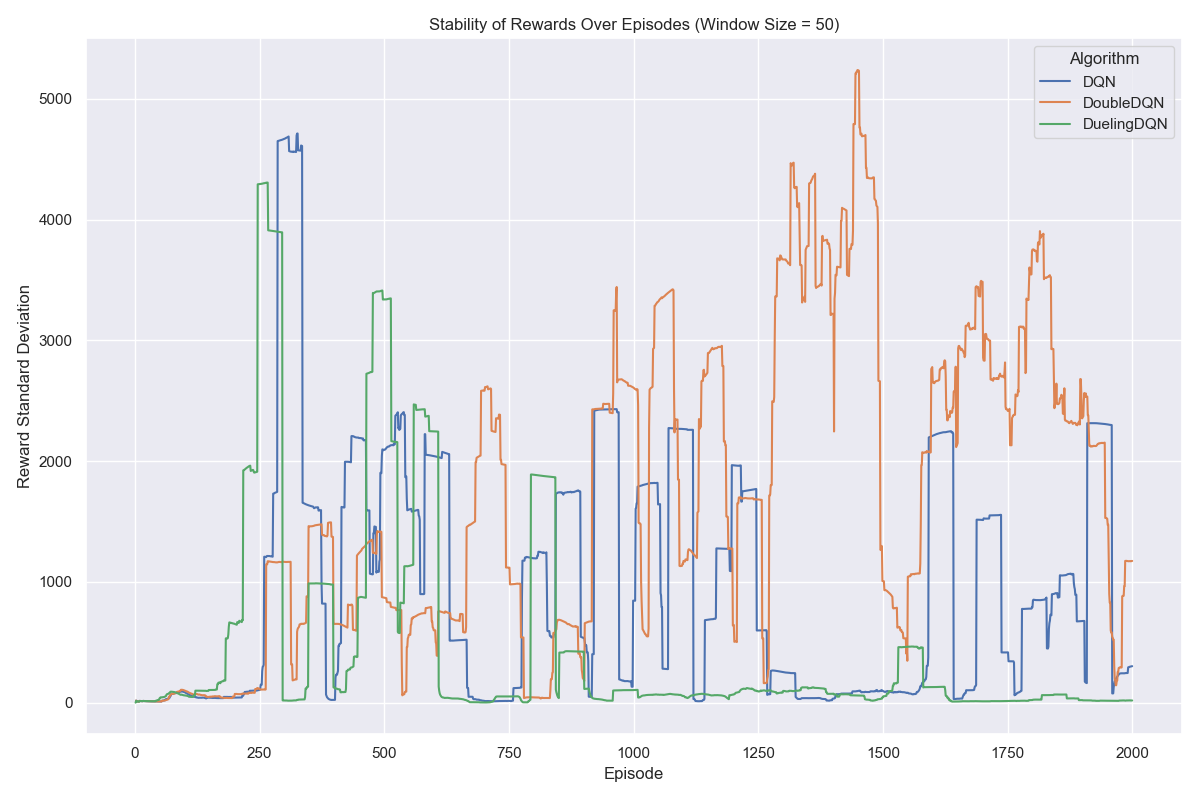 Stability of Rewards Over Episodes (Window Size = 50)
Algorithm
DQN
DoubleDQN
DuelingDQN
Reward Standard Deviation
5000
4000
3000
2000
1000
0
0 250 500 750 1000 1250 1500 1750 2000
Episode